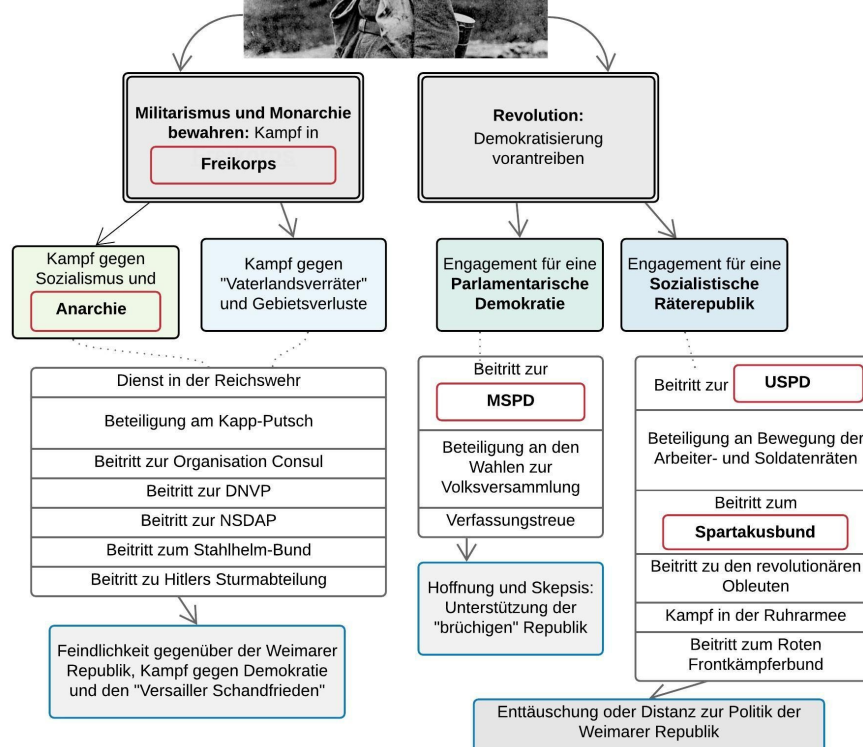 Militarismus und Monarchie
bewahren: Kampf in
Freikorps
Revolution:
Demokratisierung
vorantreiben
Kampf gegen
Sozialismus und
Anarchie
Kampf gegen
"Vaterlandsverräter"
und Gebietsverluste
Engagement für eine
Parlamentarische
Demokratie
Engagement für eine
Sozialistische
Räterepublik
Dienst in der Reichswehr
Beteiligung am Kapp-Putsch
Beitritt zur Organisation Consul
Beitritt zur DNVP
Beitritt zur NSDAP
Beitritt zum Stahlhelm-Bund
Beitritt zu Hitlers Sturmabteilung
Feindlichkeit gegenüber der Weimarer
Republik, Kampf gegen Demokratie
und den "Versailler Schandfrieden"
Beitritt zur
MSPD
Beteiligung an den
Wahlen zur
Volksversammlung
Verfassungstreue
Hoffnung und Skepsis:
Unterstützung der
"brüchigen" Republik
Beitritt zur USPD
Beteiligung an Bewegung der
Arbeiter- und Soldatenräten
Beitritt zum
Spartakusbund
Beitritt zu den revolutionären
Obleuten
Kampf in der Ruhrarmee
Beitritt zum Roten
Frontkämpferbund
Enttäuschung oder Distanz zur Politik der
Weimarer Republik